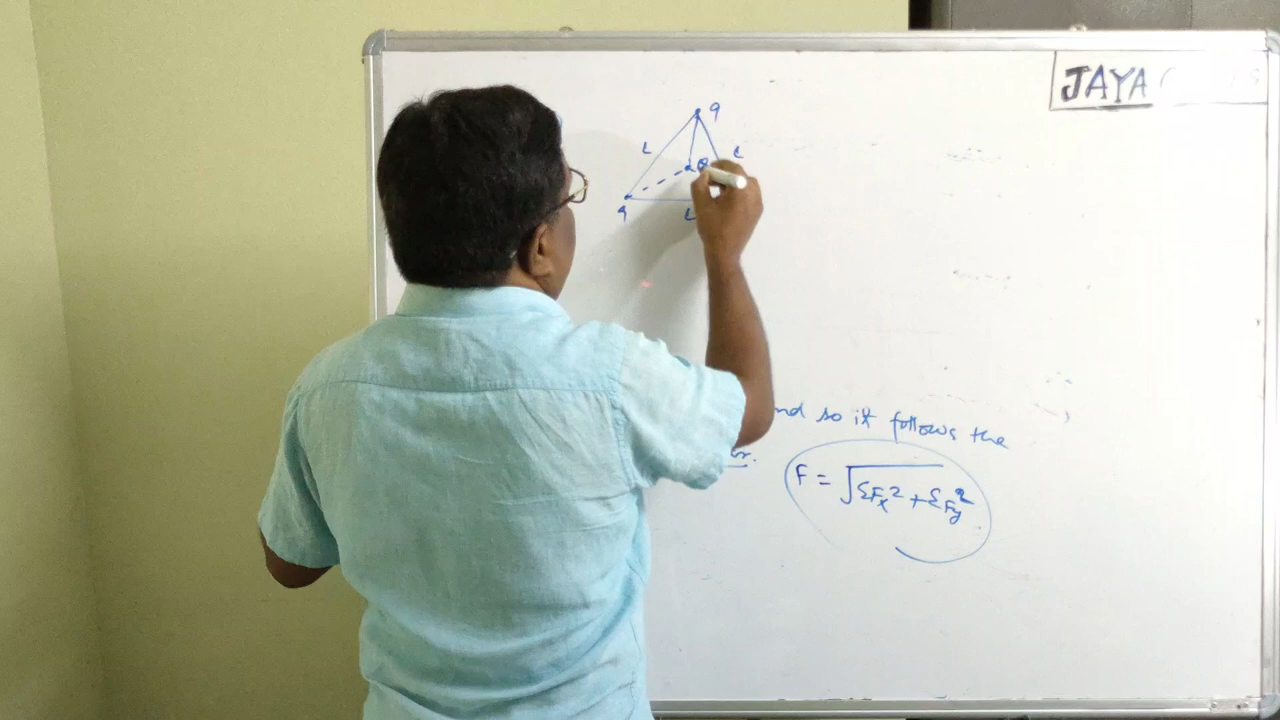 JAYA
q
L L
q L
nd so it follows the
F = √ΣFx² + ΣFy²